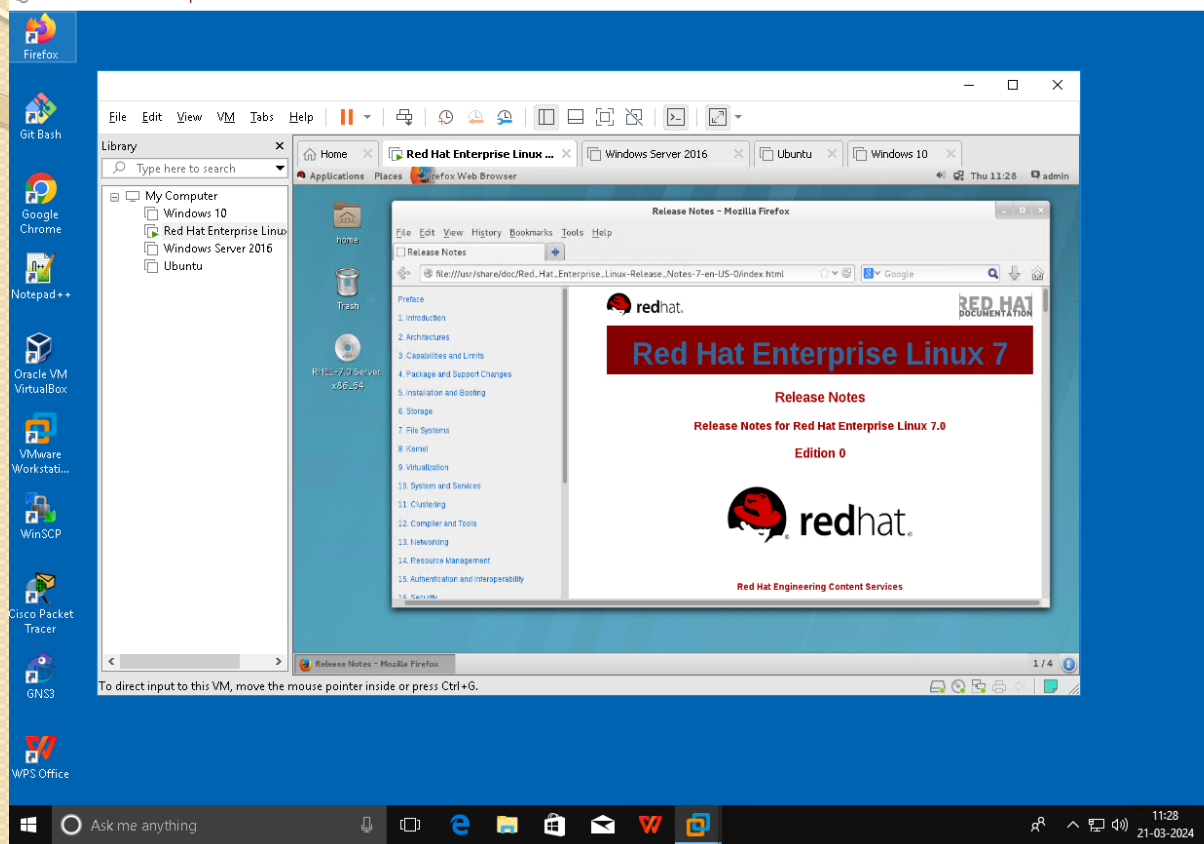 Firefox
Git Bash
Google
Chrome
Notepad++
Oracle VM
VirtualBox
VMware
Workstati...
WinSCP
Cisco Packet
Tracer
GNS3
WPS Office
File Edit View VM Tabs Help
Library
Type here to search
My Computer
Windows 10
Red Hat Enterprise Linux
Windows Server 2016
Ubuntu
Home
Red Hat Enterprise Linux ...
Windows Server 2016
Ubuntu
Windows 10
Applications Places Firefox Web Browser
Thu 11:28 admin
home
Trash
RHEL-7.0 Server
x86_64
Release Notes - Mozilla Firefox
File Edit View History Bookmarks Tools Help
Release Notes
file:///usr/share/doc/Red_Hat_Enterprise_Linux-Release_Notes-7-en-US-0/index.html
Google
Preface
1. Introduction
2. Architectures
3. Capabilities and Limits
4. Package and Support Changes
5. Installation and Booting
6. Storage
7. File Systems
8. Kernel
9. Virtualization
10. System and Services
11. Clustering
12. Compiler and Tools
13. Networking
14. Resource Management
15. Authentication and Interoperability
16. Security
redhat.
RED HAT
DOCUMENTATION
Red Hat Enterprise Linux 7
Release Notes
Release Notes for Red Hat Enterprise Linux 7.0
Edition 0
redhat.
Red Hat Engineering Content Services
Release Notes - Mozilla Firefox
1/4
To direct input to this VM, move the mouse pointer inside or press Ctrl+G.
Ask me anything
11:28
21-03-2024